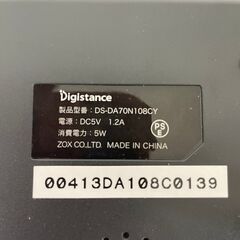 Digistance
製品型番：DS-DA70N108CY
電源：DC5V 1.2A
消費電力：5W
ZOX CO.,LTD. MADE IN CHINA
PSE
00413DA108C0139